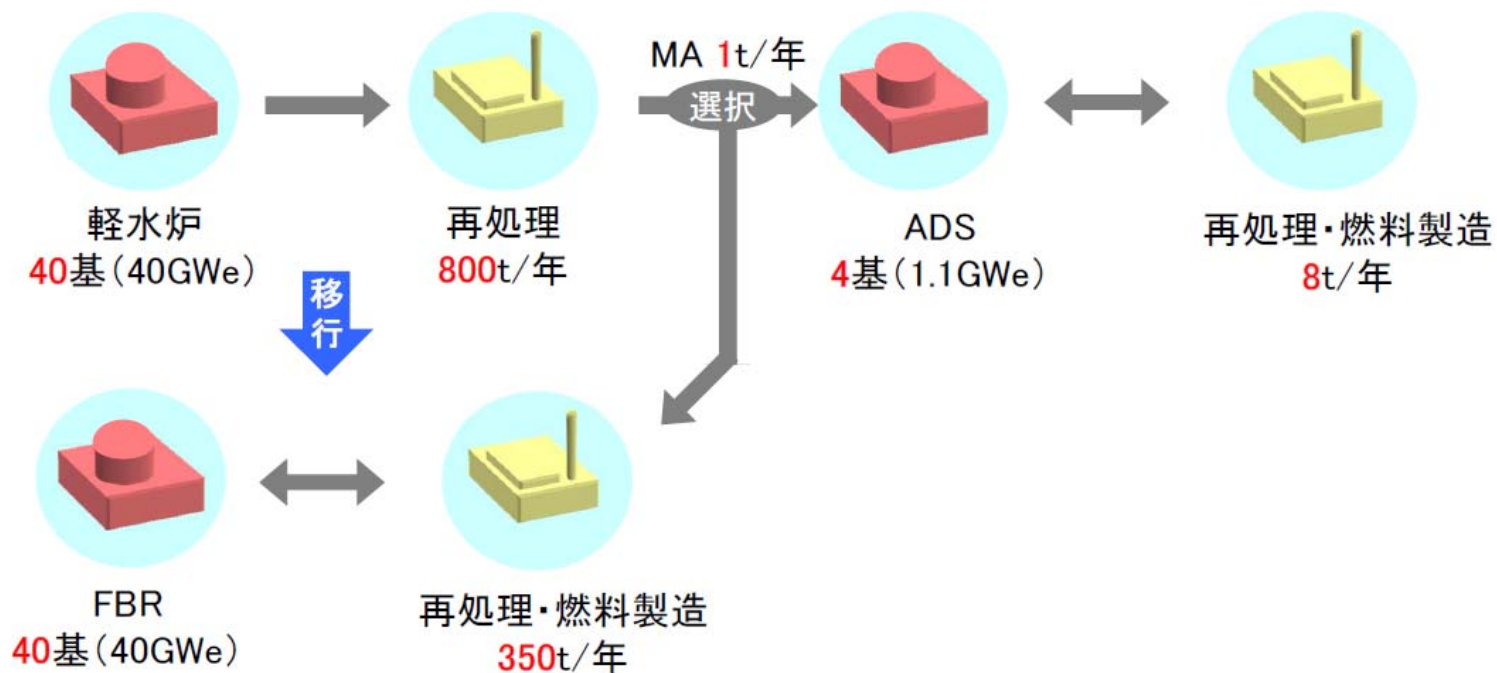 MA 1t/年
選択
軽水炉
40基(40GWe)
再処理
800t/年
ADS
4基(1.1GWe)
再処理・燃料製造
8t/年
移行
FBR
40基(40GWe)
再処理・燃料製造
350t/年